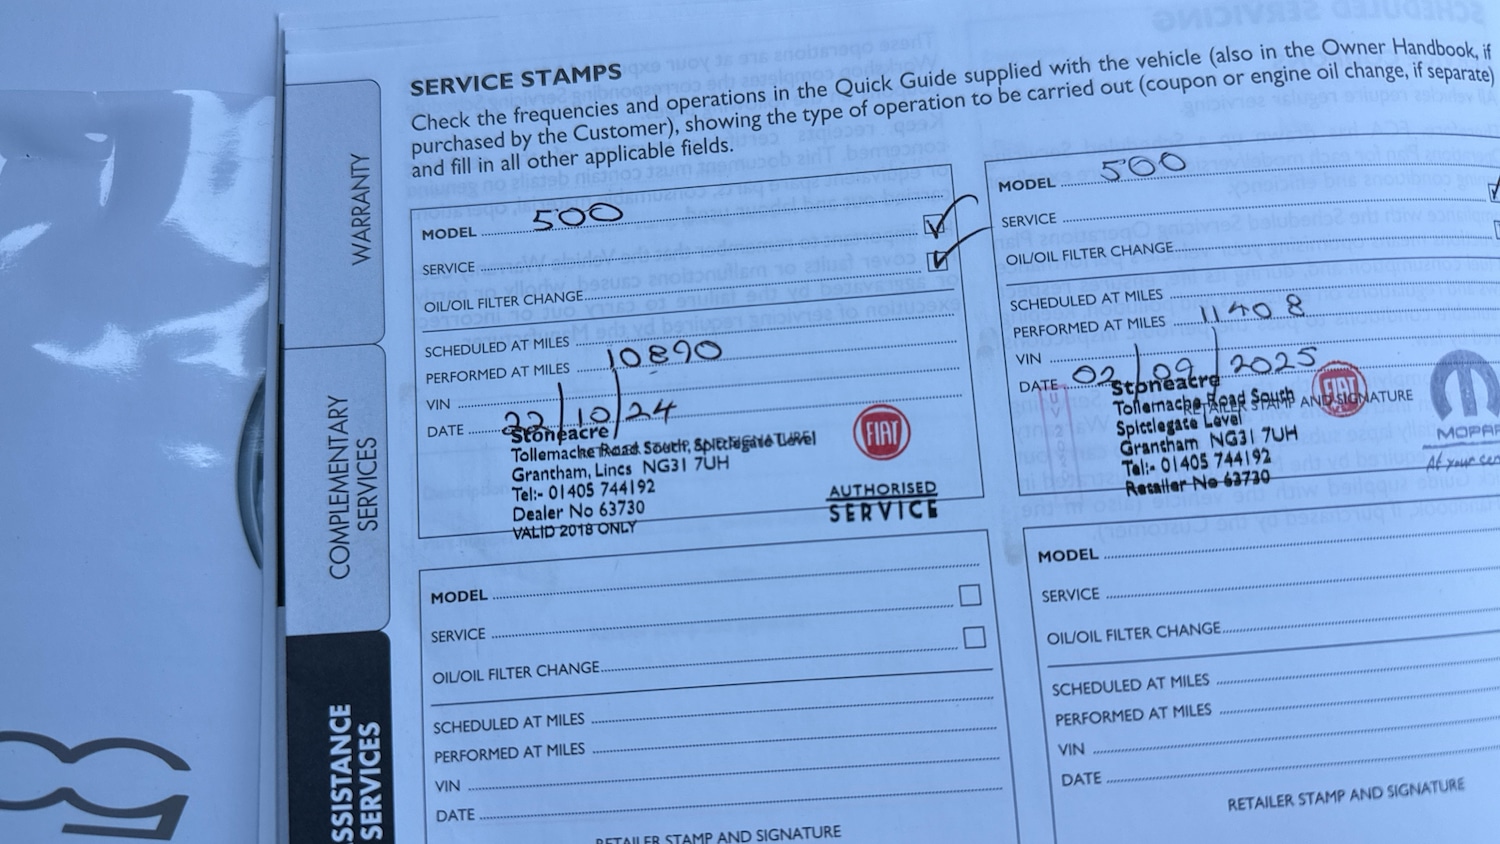 SERVICE STAMPS
Check the frequencies and operations in the Quick Guide supplied with the vehicle (also in the Owner Handbook, if
purchased by the Customer), showing the type of operation to be carried out (coupon or engine oil change, if separate)
and fill in all other applicable fields.
WARRANTY
COMPLEMENTARY
SERVICES
SSISTANCE
SERVICES
MODEL 500
SERVICE
OIL/OIL FILTER CHANGE
SCHEDULED AT MILES
PERFORMED AT MILES 10890
VIN
DATE 22/10/24
Stoneacre
Tollemache Road South, Spittlegate Level
Grantham, Lincs NG31 7UH
Tel:- 01405 744192
Dealer No 63730
VALID 2018 ONLY
FIAT
AUTHORISED
SERVICE
MODEL 500
SERVICE
OIL/OIL FILTER CHANGE
SCHEDULED AT MILES
PERFORMED AT MILES 11408
VIN
DATE 02/09/2025
Stoneacre
Tollemache Road South
RETAILER STAMP AND SIGNATURE
Spittlegate Level
Grantham NG31 7UH
Tel:- 01405 744192
Retailer No 63730
FIAT
MOPAR
At your ser
MODEL
SERVICE
OIL/OIL FILTER CHANGE
SCHEDULED AT MILES
PERFORMED AT MILES
VIN
DATE
RETAILER STAMP AND SIGNATURE
MODEL
SERVICE
OIL/OIL FILTER CHANGE
SCHEDULED AT MILES
PERFORMED AT MILES
VIN
DATE
RETAILER STAMP AND SIGNATURE